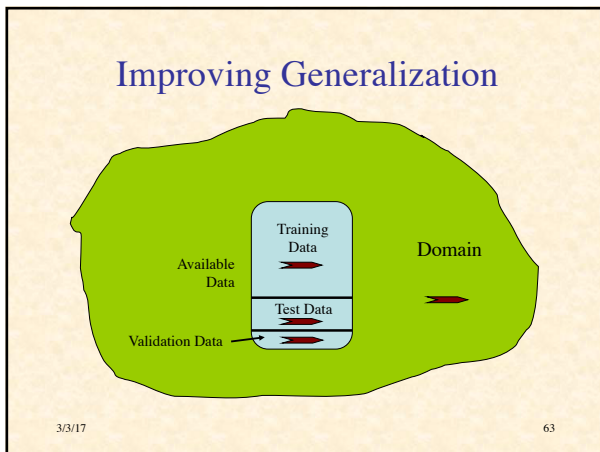 Improving Generalization
Training
Data
Available
Data
Domain
Test Data
Validation Data
3/3/17
63